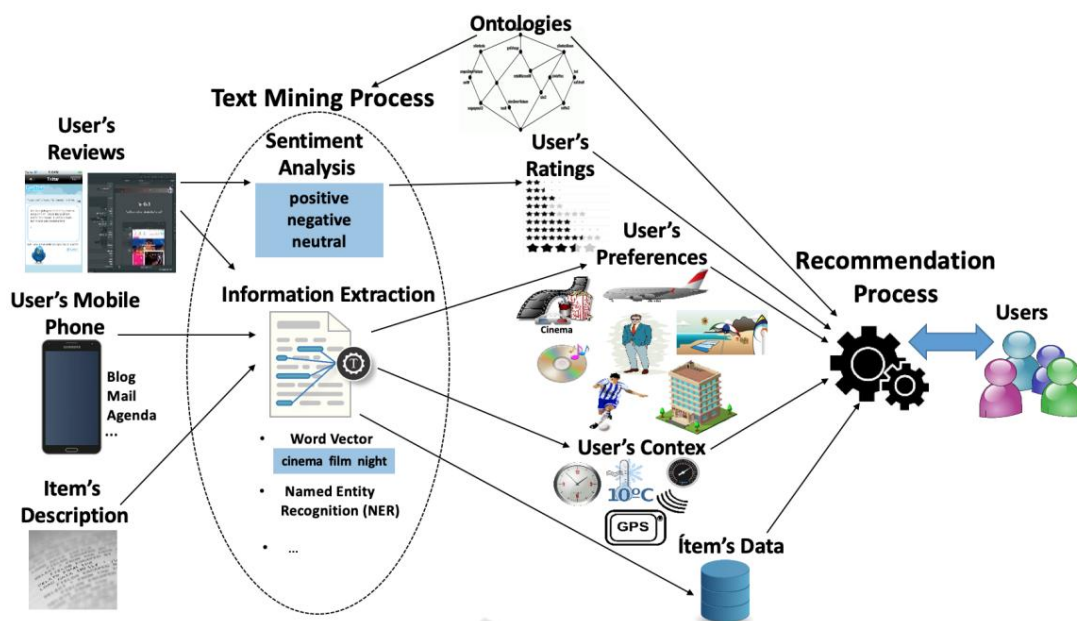 Ontologies
Text Mining Process
User's
Reviews
Sentiment
Analysis
positive
negative
neutral
User's
Ratings
User's
Preferences
Cinema
Recommendation
Process
Users
User's Mobile
Phone
Blog
Mail
Agenda
...
Information Extraction
T
• Word Vector
cinema film night
• Named Entity
Recognition (NER)
• ...
Item's
Description
User's Contex
10ºC
GPS
Ítem's Data